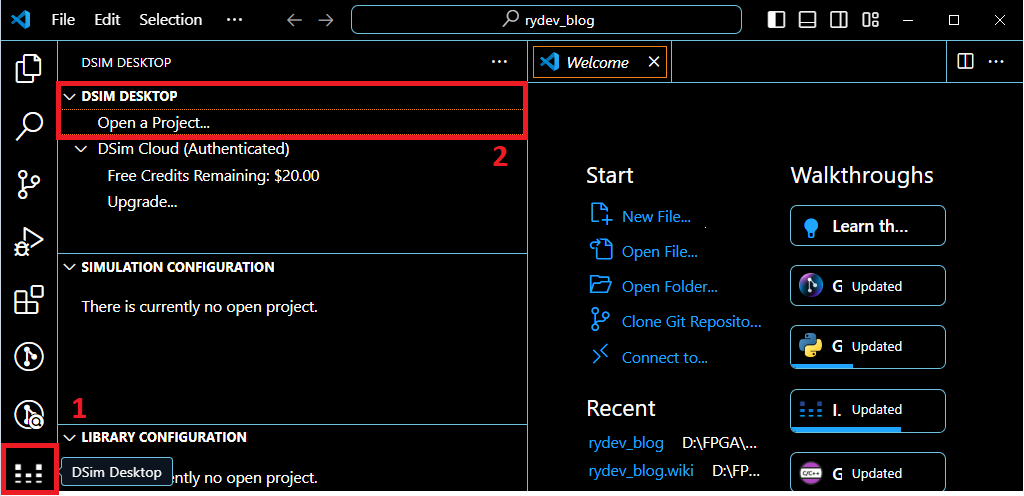 File Edit Selection ··· rydev_blog
DSIM DESKTOP ···
Welcome
DSIM DESKTOP
Open a Project...
DSim Cloud (Authenticated)
2
Free Credits Remaining: $20.00
Upgrade...
SIMULATION CONFIGURATION
There is currently no open project.
1
LIBRARY CONFIGURATION
DSim Desktop
ntly no open project.
Start
New File...
Open File...
Open Folder...
Clone Git Reposito...
Connect to...
Recent
rydev_blog D:\FPGA\...
rydev_blog.wiki D:\FP...
Walkthroughs
Learn th...
G Updated
G Updated
I. Updated
G Updated
C/C++